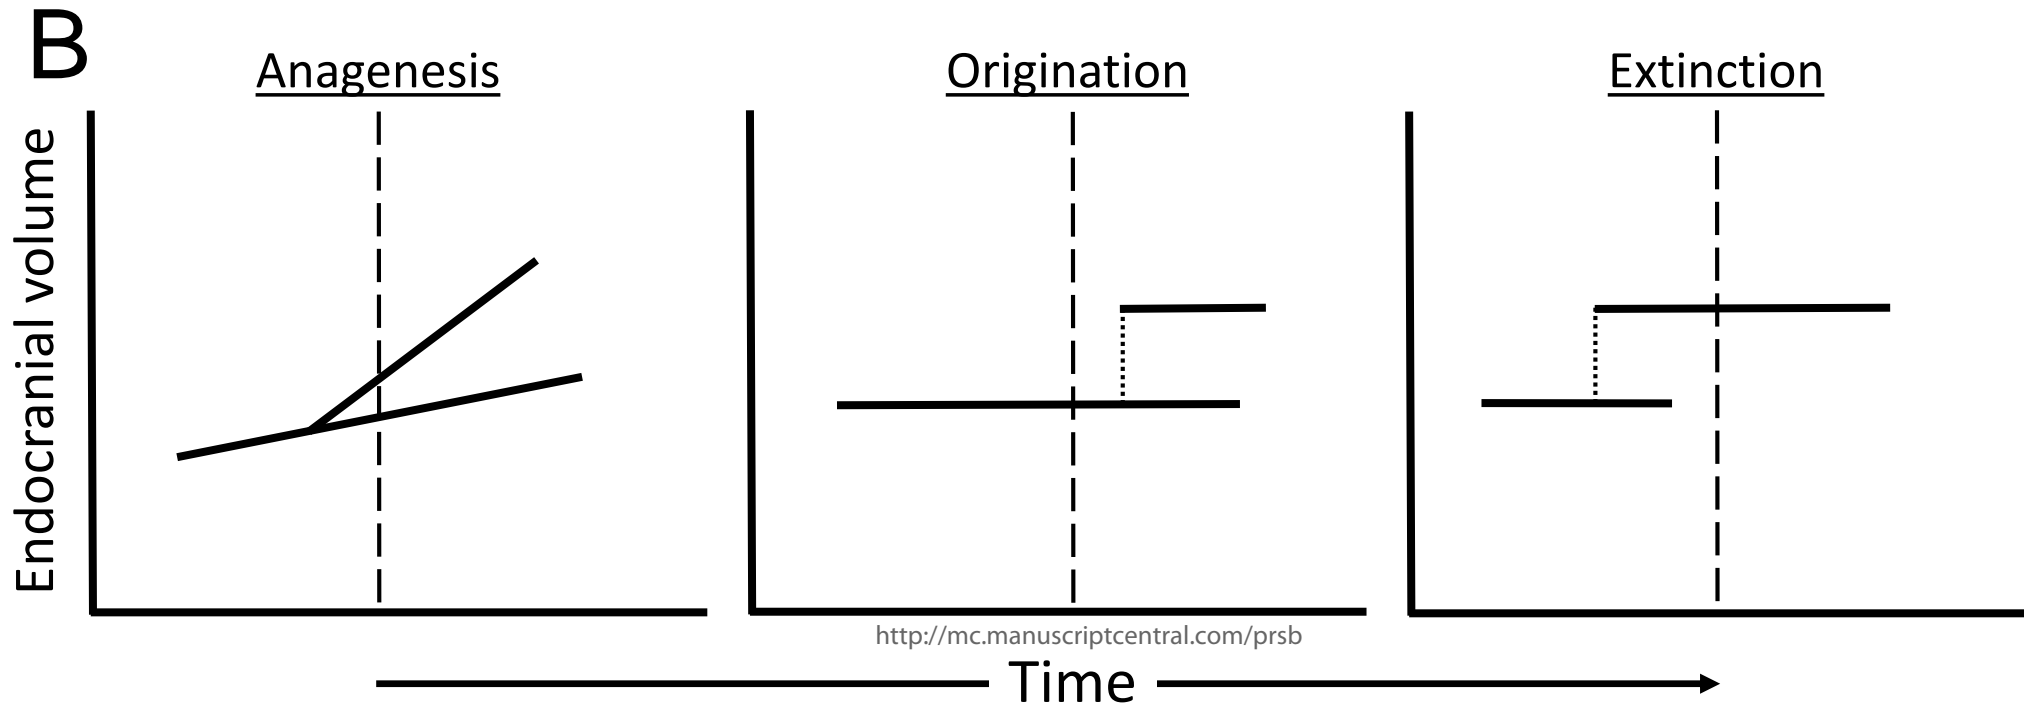 B
Anagenesis
Origination
Extinction
Endocranial volume
http://mc.manuscriptcentral.com/prsb
Time